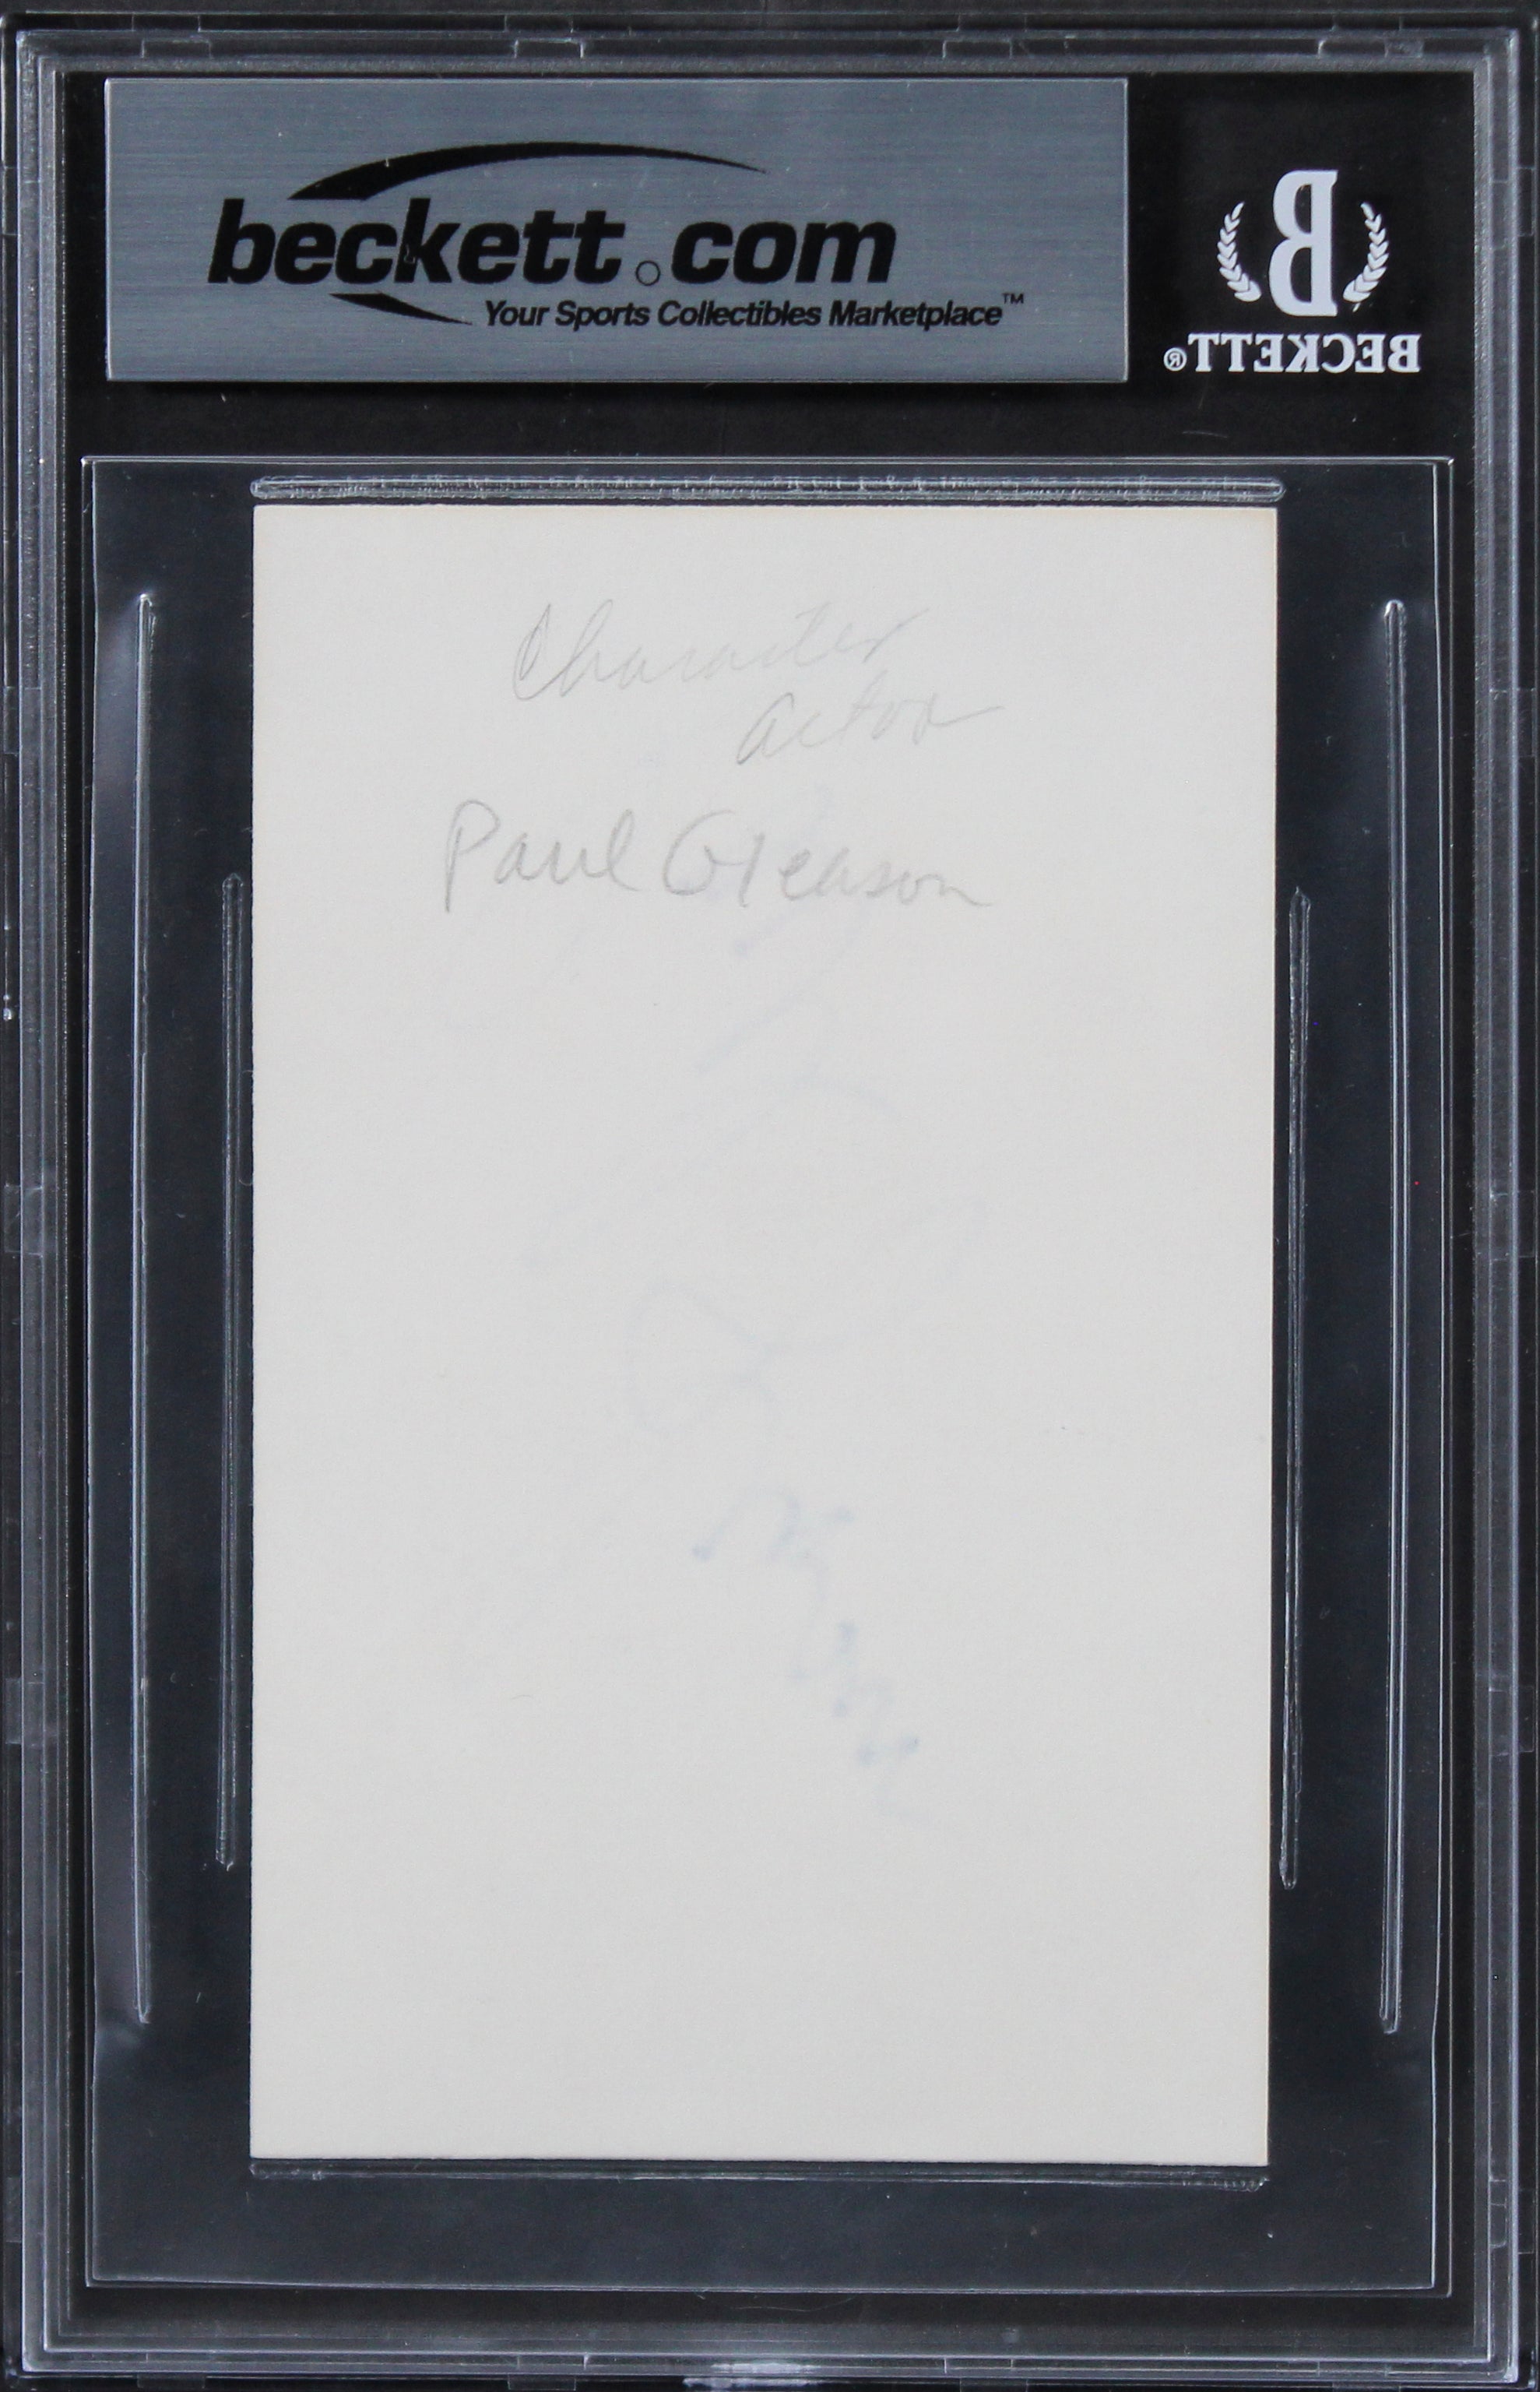 beckett.com
Your Sports Collectibles Marketplace™
B
BECKETT®
Character
actor
Paul Gleason